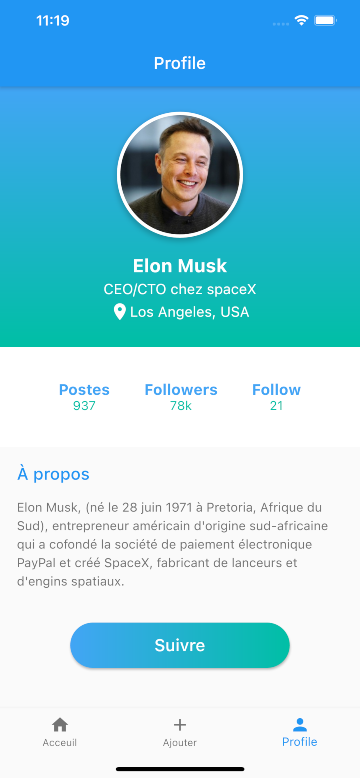 11:19
Profile
Elon Musk
CEO/CTO chez spaceX
Los Angeles, USA
Postes Followers Follow
937 78k 21
À propos
Elon Musk, (né le 28 juin 1971 à Pretoria, Afrique du
Sud), entrepreneur américain d'origine sud-africaine
qui a cofondé la société de paiement électronique
PayPal et créé SpaceX, fabricant de lanceurs et
d'engins spatiaux.
Suivre
Acceuil Ajouter Profile